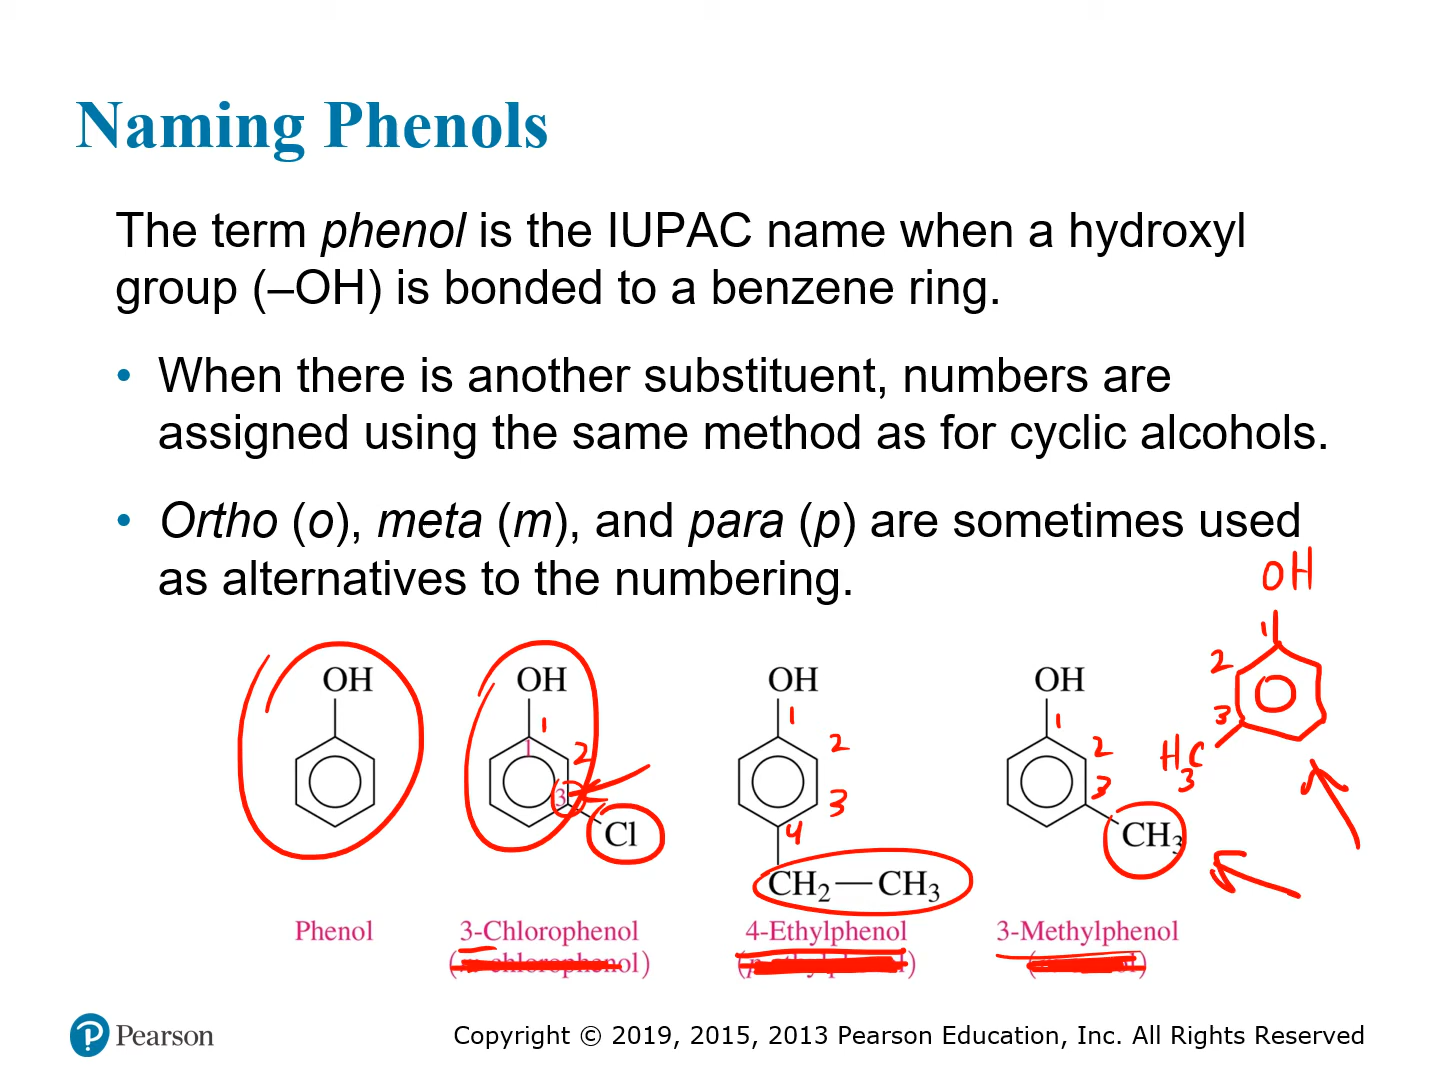 Naming Phenols
The term phenol is the IUPAC name when a hydroxyl
group (–OH) is bonded to a benzene ring.
• When there is another substituent, numbers are
assigned using the same method as for cyclic alcohols.
• Ortho (o), meta (m), and para (p) are sometimes used
as alternatives to the numbering.
OH
1
2
3
H₃C
OH
OH
1
1
2
3
Cl
OH
1
2
3
4
CH₂—CH₃
OH
1
2
3
CH₃
Phenol
3-Chlorophenol
4-Ethylphenol
3-Methylphenol
(m-chlorophenol)
(p-ethylphenol)
Pearson
Copyright © 2019, 2015, 2013 Pearson Education, Inc. All Rights Reserved